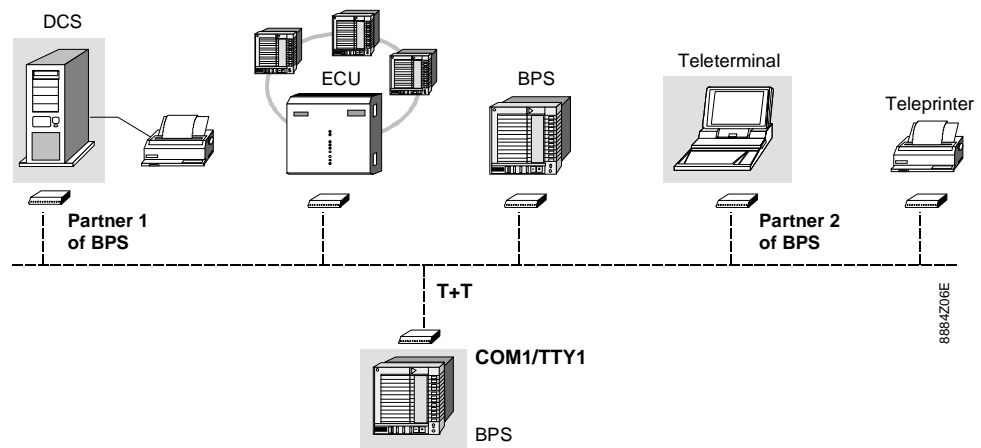 DCS
ECU
BPS
Teleterminal
Teleprinter
Partner 1
of BPS
Partner 2
of BPS
T+T
COM1/TTY1
BPS
8884Z06E